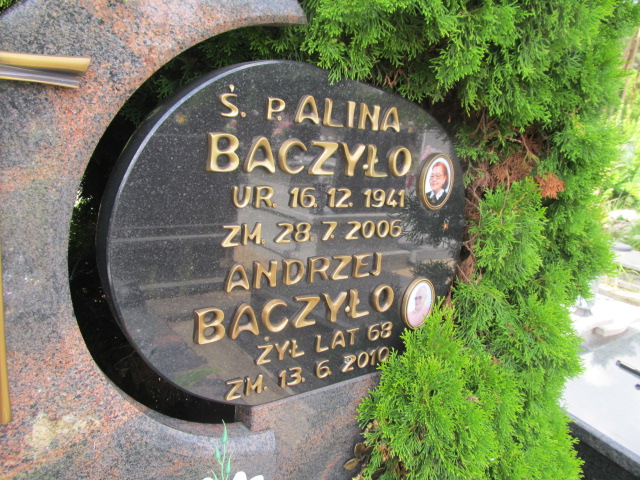 Ś. P. ALINA
BACZYŁO
UR. 16. 12. 1941
ZM. 28. 7. 2006
ANDRZEJ
BACZYŁO
ŻYŁ LAT 68
ZM. 13. 6. 2010